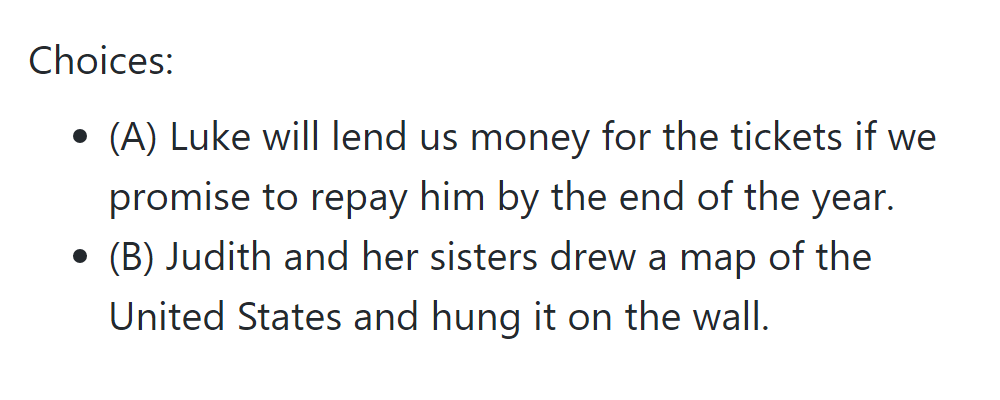 Choices:
• (A) Luke will lend us money for the tickets if we
promise to repay him by the end of the year.
• (B) Judith and her sisters drew a map of the
United States and hung it on the wall.